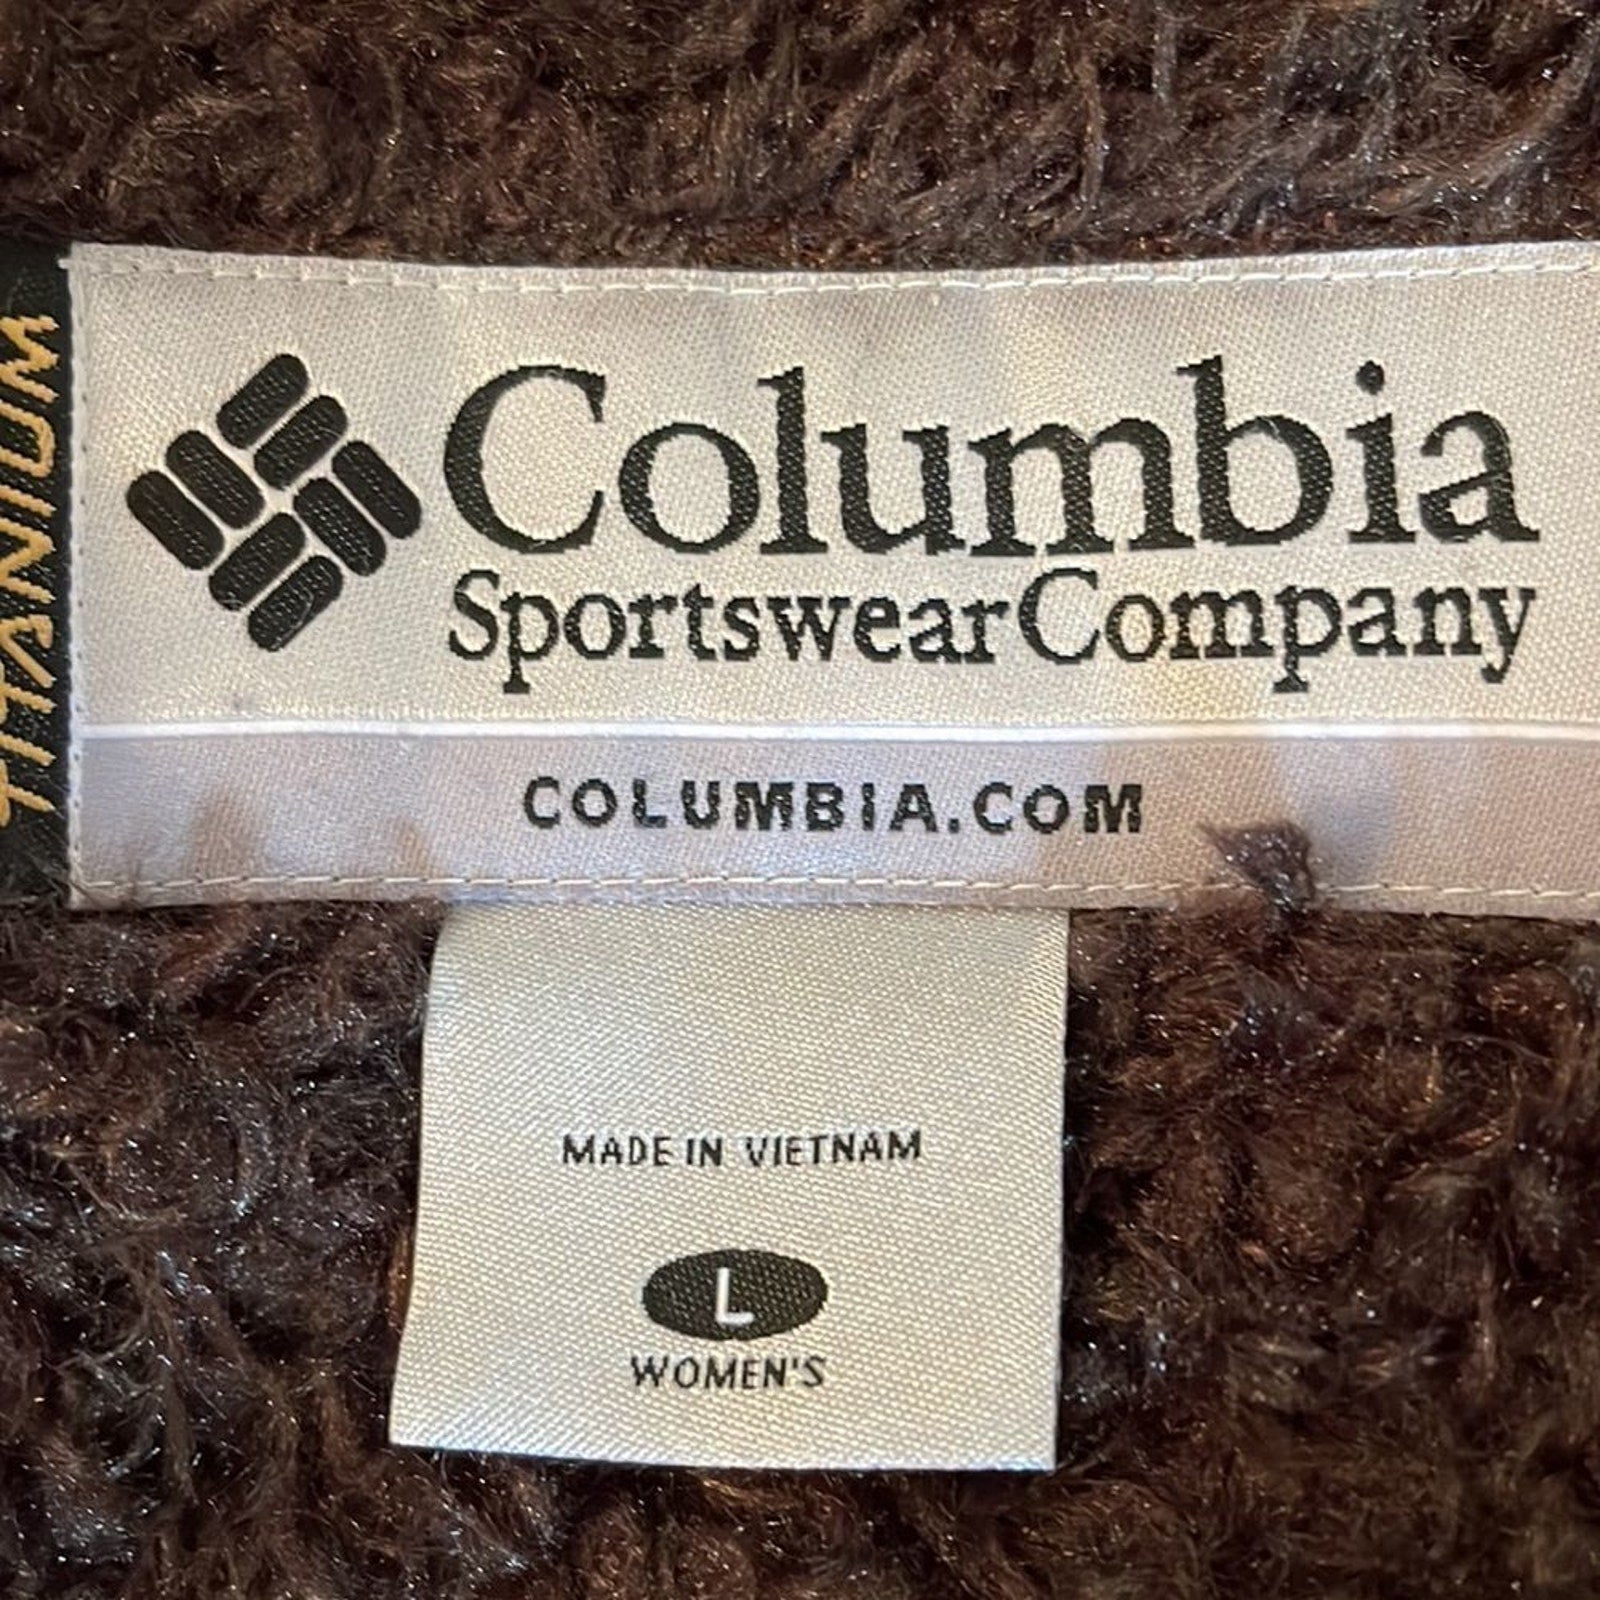 TITANIUM
Columbia
Sportswear Company
COLUMBIA.COM
MADE IN VIETNAM
L
WOMEN'S